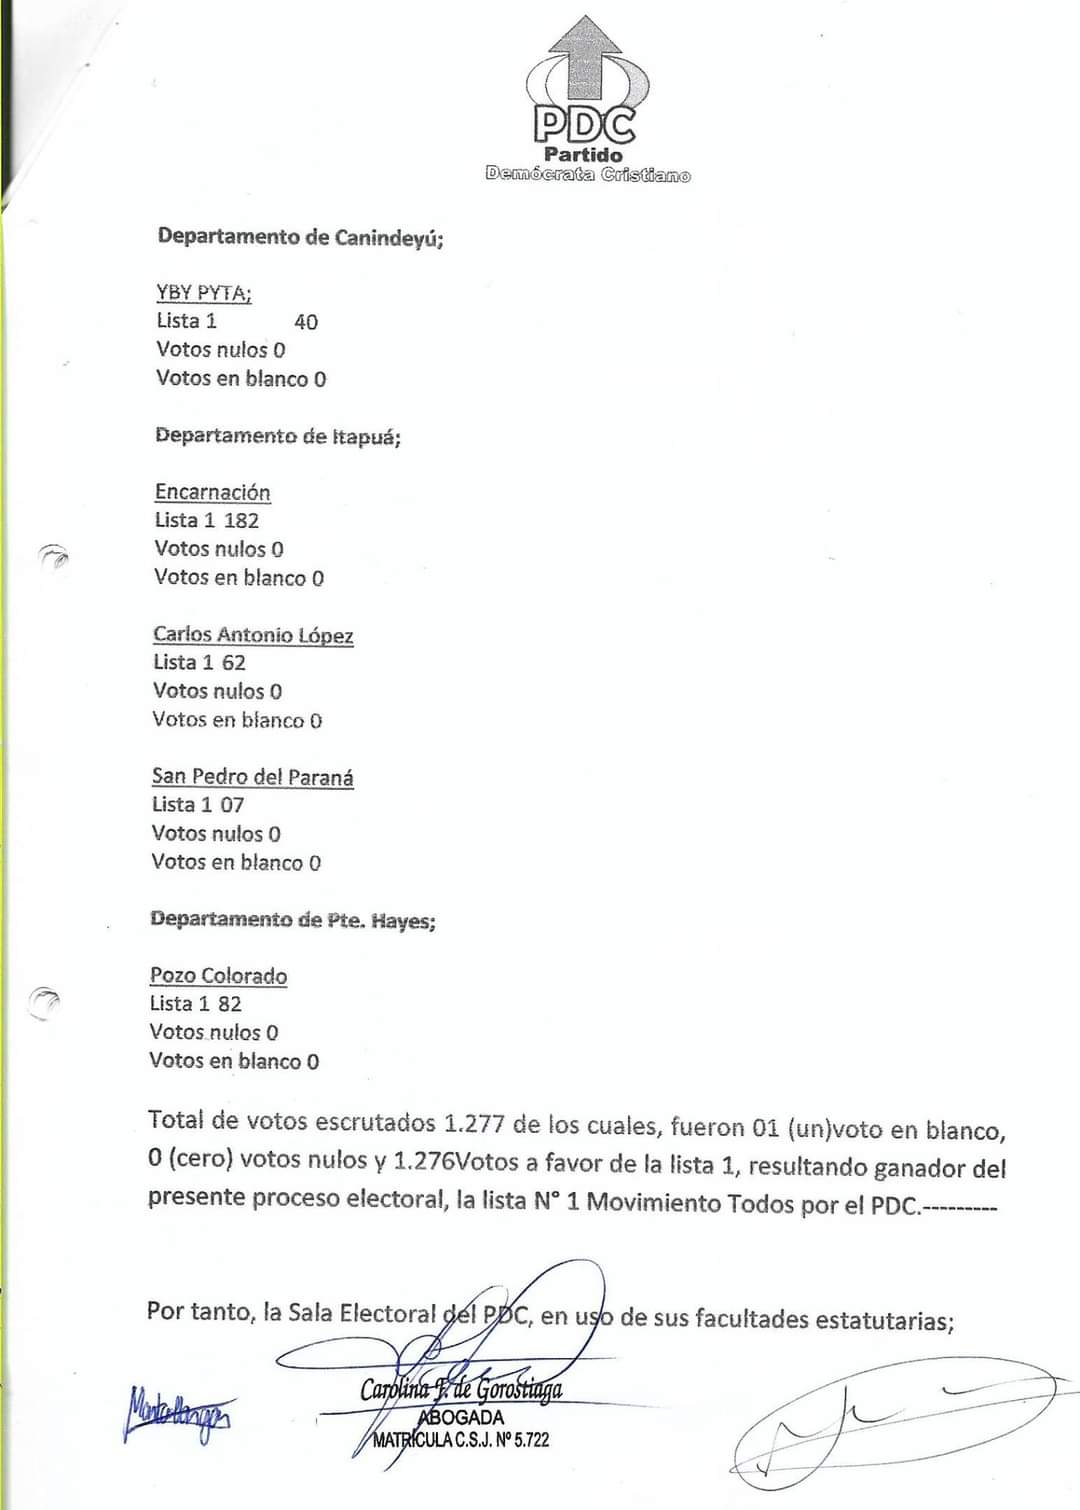 PDC
Partido
Demócrata Cristiano
Departamento de Canindeyú;
YBY PYTA;
Lista 1 40
Votos nulos 0
Votos en blanco 0
Departamento de Itapuá;
Encarnación
Lista 1 182
Votos nulos 0
Votos en blanco 0
Carlos Antonio López
Lista 1 62
Votos nulos 0
Votos en blanco 0
San Pedro del Paraná
Lista 1 07
Votos nulos 0
Votos en blanco 0
Departamento de Pte. Hayes;
Pozo Colorado
Lista 1 82
Votos nulos 0
Votos en blanco 0
Total de votos escrutados 1.277 de los cuales, fueron 01 (un)voto en blanco,
0 (cero) votos nulos y 1.276Votos a favor de la lista 1, resultando ganador del
presente proceso electoral, la lista N° 1 Movimiento Todos por el PDC.---------
Por tanto, la Sala Electoral del PDC, en uso de sus facultades estatutarias;
Carolina F. de Gorostiaga
ABOGADA
MATRÍCULA C.S.J. Nº 5.722